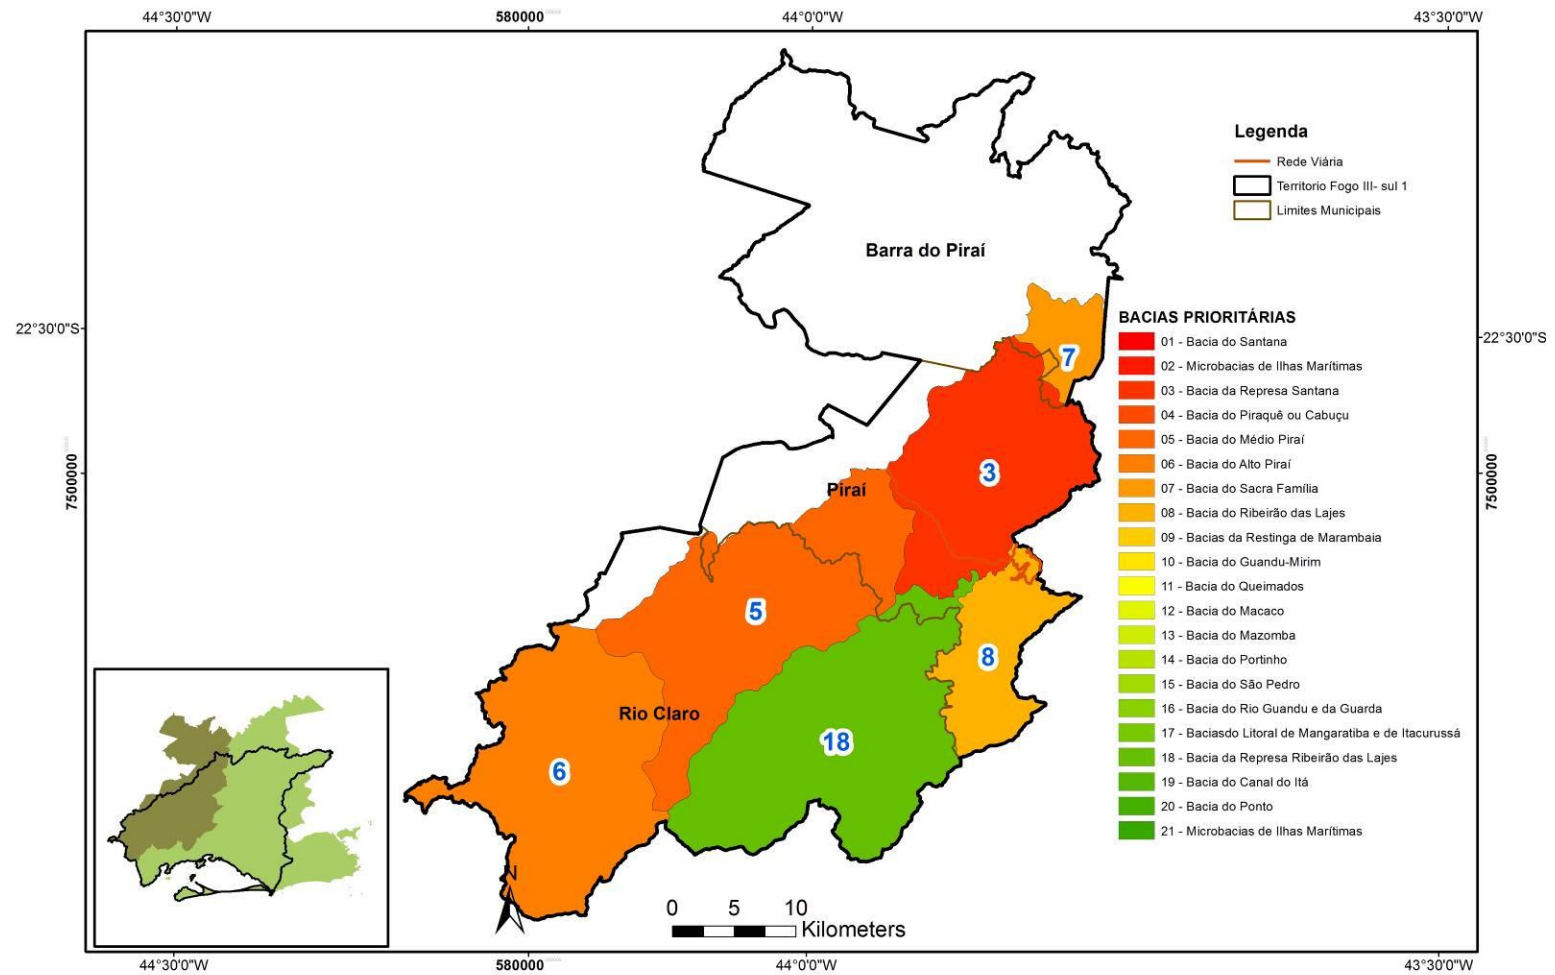 44°30'0"W
580000
44°0'0"W
43°30'0"W
Legenda
Rede Viária
Territorio Fogo III- sul 1
Limites Municipais
Barra do Piraí
22°30'0"S
22°30'0"S
BACIAS PRIORITÁRIAS
01 - Bacia do Santana
02 - Microbacias de Ilhas Marítimas
03 - Bacia da Represa Santana
04 - Bacia do Piraquê ou Cabuçu
05 - Bacia do Médio Piraí
06 - Bacia do Alto Piraí
07 - Bacia do Sacra Família
08 - Bacia do Ribeirão das Lajes
09 - Bacias da Restinga de Marambaia
10 - Bacia do Guandu-Mirim
11 - Bacia do Queimados
12 - Bacia do Macaco
13 - Bacia do Mazomba
14 - Bacia do Portinho
15 - Bacia do São Pedro
16 - Bacia do Rio Guandu e da Guarda
17 - Baciasdo Litoral de Mangaratiba e de Itacurussá
18 - Bacia da Represa Ribeirão das Lajes
19 - Bacia do Canal do Itá
20 - Bacia do Ponto
21 - Microbacias de Ilhas Marítimas
7
3
7500000
7500000
Piraí
5
8
Rio Claro
18
6
N
0 5 10
Kilometers
44°30'0"W
580000
44°0'0"W
43°30'0"W